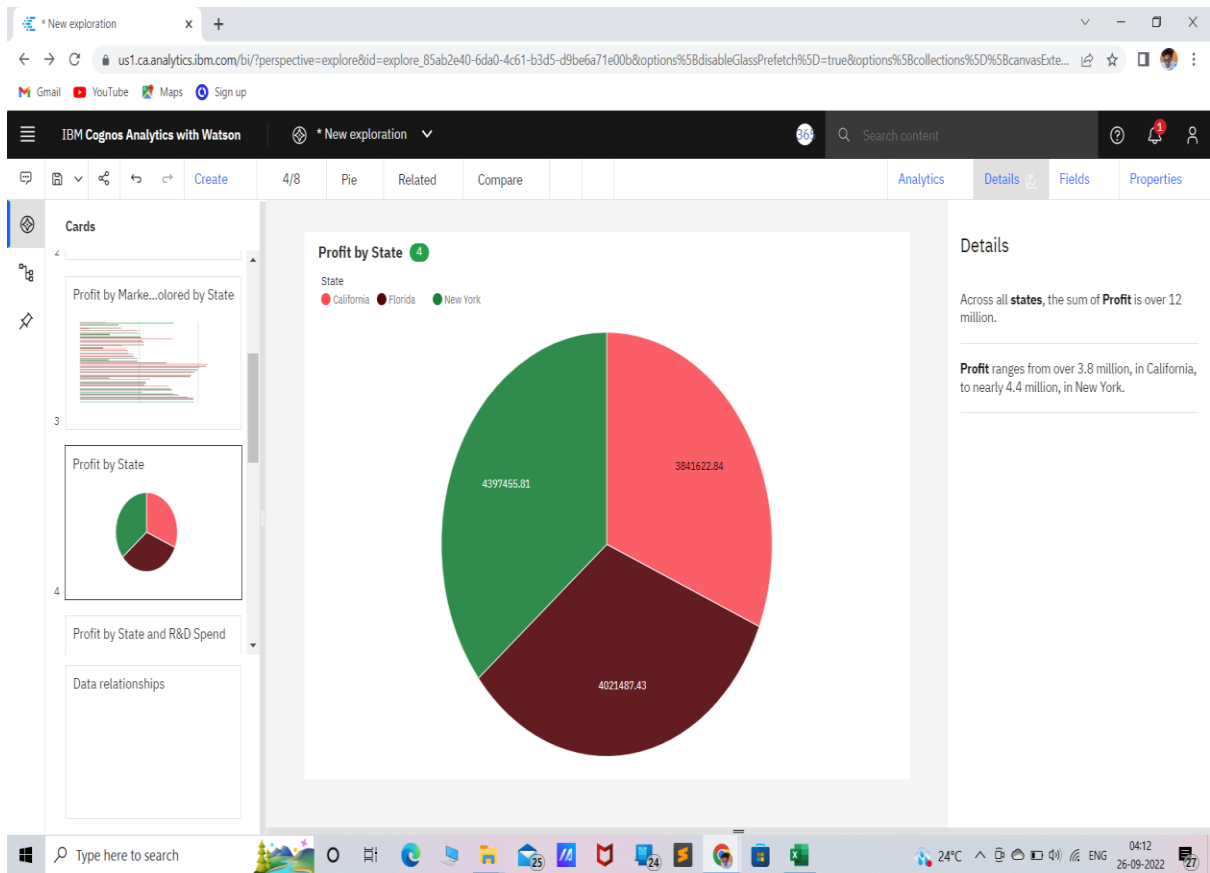 * New exploration
us1.ca.analytics.ibm.com/bi/?perspective=explore&id=explore_85ab2e40-6da0-4c61-b3d5-d9be6a71e00b&options%5BdisableGlassPrefetch%5D=true&options%5Bcollections%5D%5BcanvasExte...
Gmail YouTube Maps Sign up
IBM Cognos Analytics with Watson * New exploration 365 Search content 1
Create 4/8 Pie Related Compare Analytics Details Fields Properties
Cards
2
Profit by Marke...olored by State
3
Profit by State
4
Profit by State and R&D Spend
Data relationships
Profit by State 4
State
California Florida New York
3841622.84
4397455.81
4021487.43
Details
Across all states, the sum of Profit is over 12
million.
Profit ranges from over 3.8 million, in California,
to nearly 4.4 million, in New York.
Type here to search 25 24 24°C ENG 04:12
26-09-2022 27